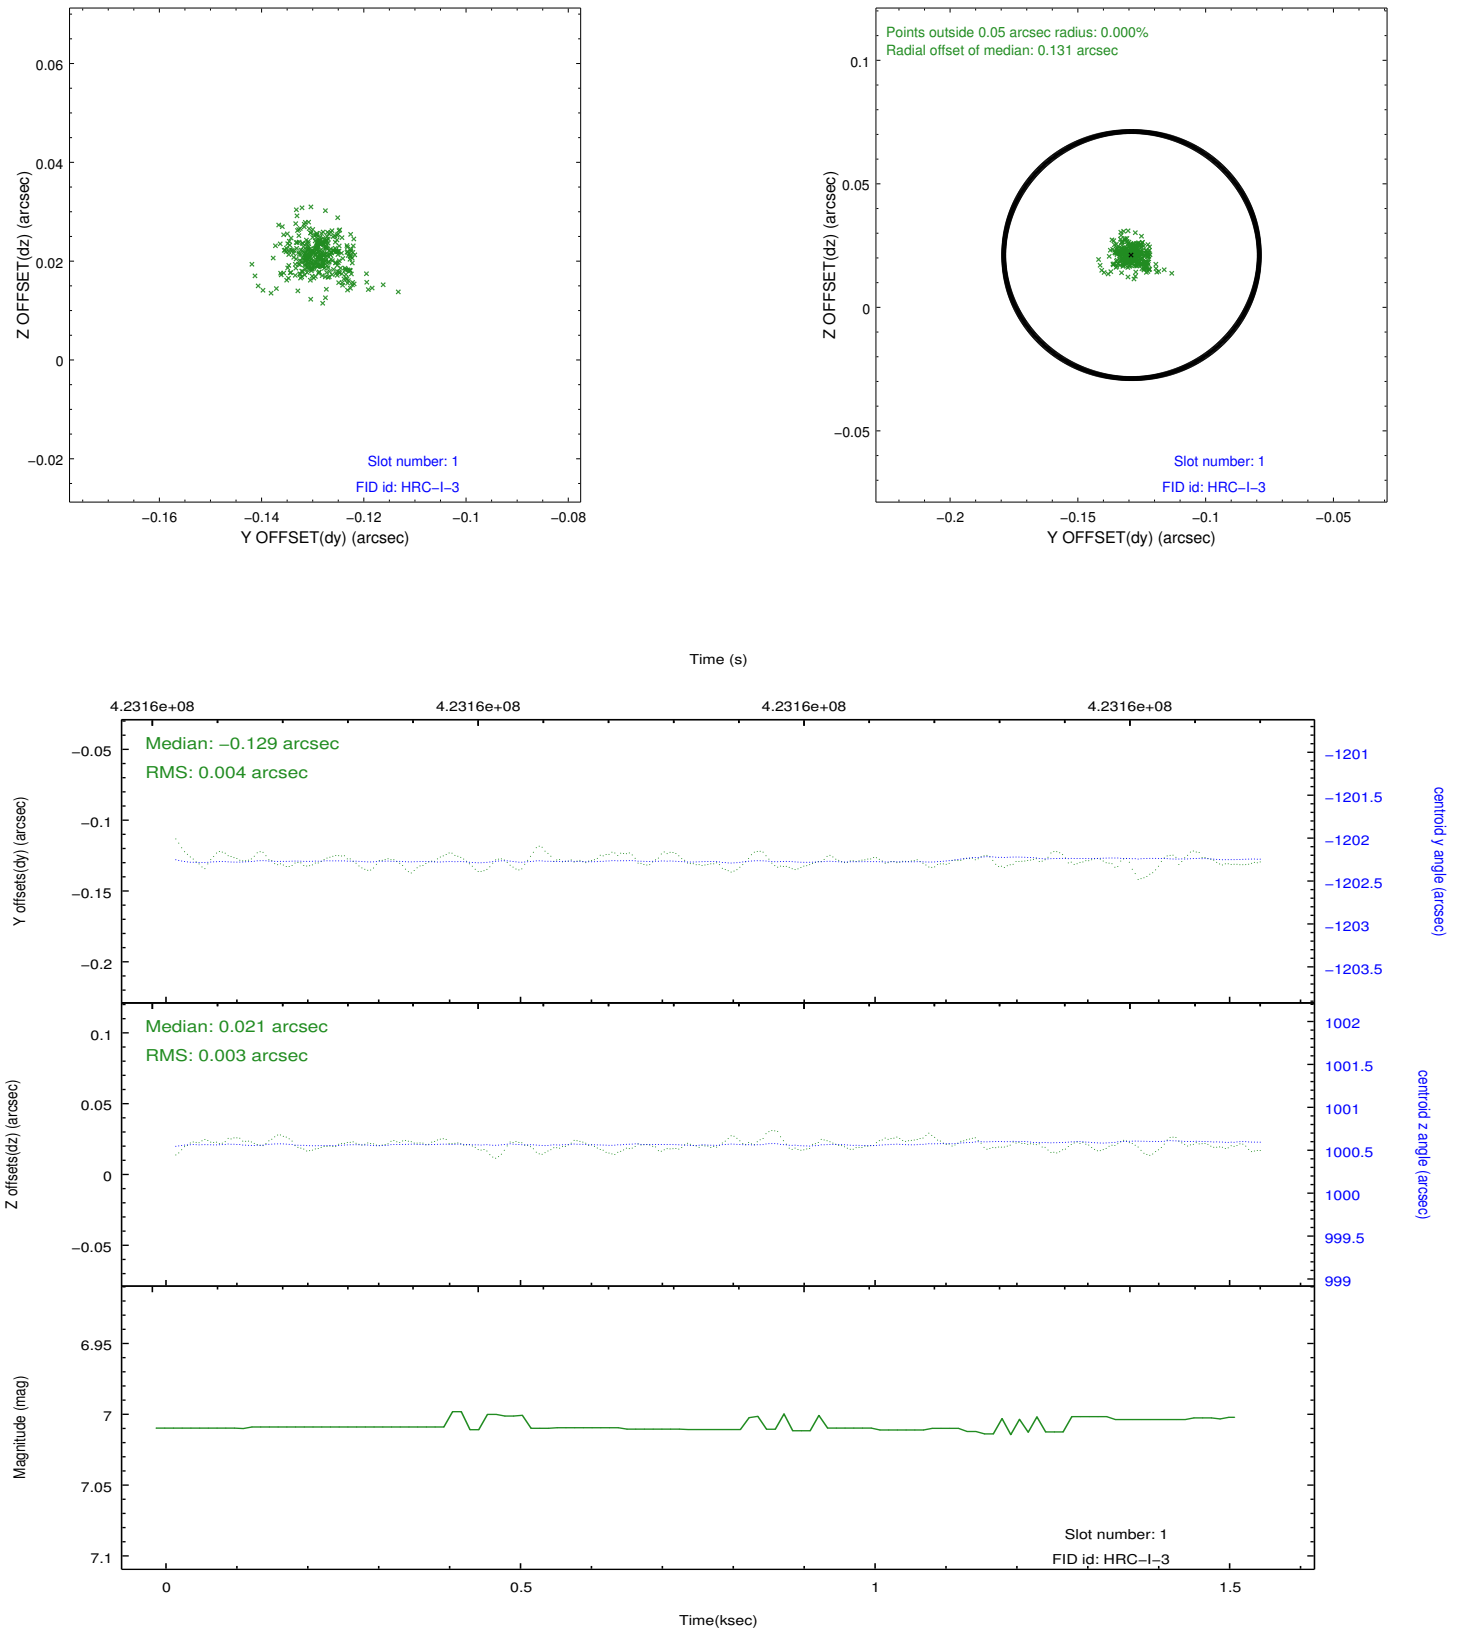 0.06
0.04
0.02
0
−0.02
Z OFFSET(dz) (arcsec)
Slot number: 1
FID id: HRC−I−3
−0.16 −0.14 −0.12 −0.1 −0.08
Y OFFSET(dy) (arcsec)
Points outside 0.05 arcsec radius: 0.000%
Radial offset of median: 0.131 arcsec
0.1
0.05
0
−0.05
Z OFFSET(dz) (arcsec)
Slot number: 1
FID id: HRC−I−3
−0.2 −0.15 −0.1 −0.05
Y OFFSET(dy) (arcsec)
Time (s)
4.2316e+08 4.2316e+08 4.2316e+08 4.2316e+08
Median: −0.129 arcsec
RMS: 0.004 arcsec
−0.05
−0.1
−0.15
−0.2
Y offsets(dy) (arcsec)
−1201
−1201.5
−1202
−1202.5
−1203
−1203.5
centroid y angle (arcsec)
Median: 0.021 arcsec
RMS: 0.003 arcsec
0.1
0.05
0
−0.05
Z offsets(dz) (arcsec)
1002
1001.5
1001
1000.5
1000
999.5
999
centroid z angle (arcsec)
6.95
7
7.05
7.1
Magnitude (mag)
Slot number: 1
FID id: HRC−I−3
0 0.5 1 1.5
Time(ksec)